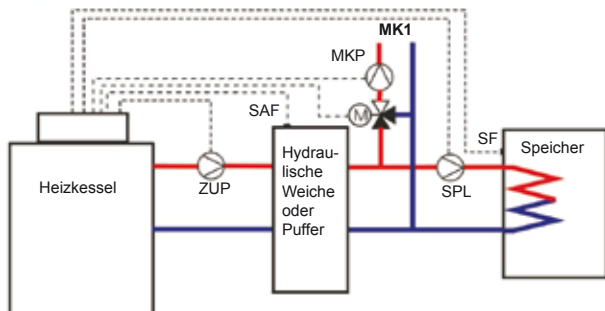 MK1
MKP
SAF
M
SF
Speicher
Hydrau-
lische
Weiche
oder
Puffer
Heizkessel
ZUP
SPL